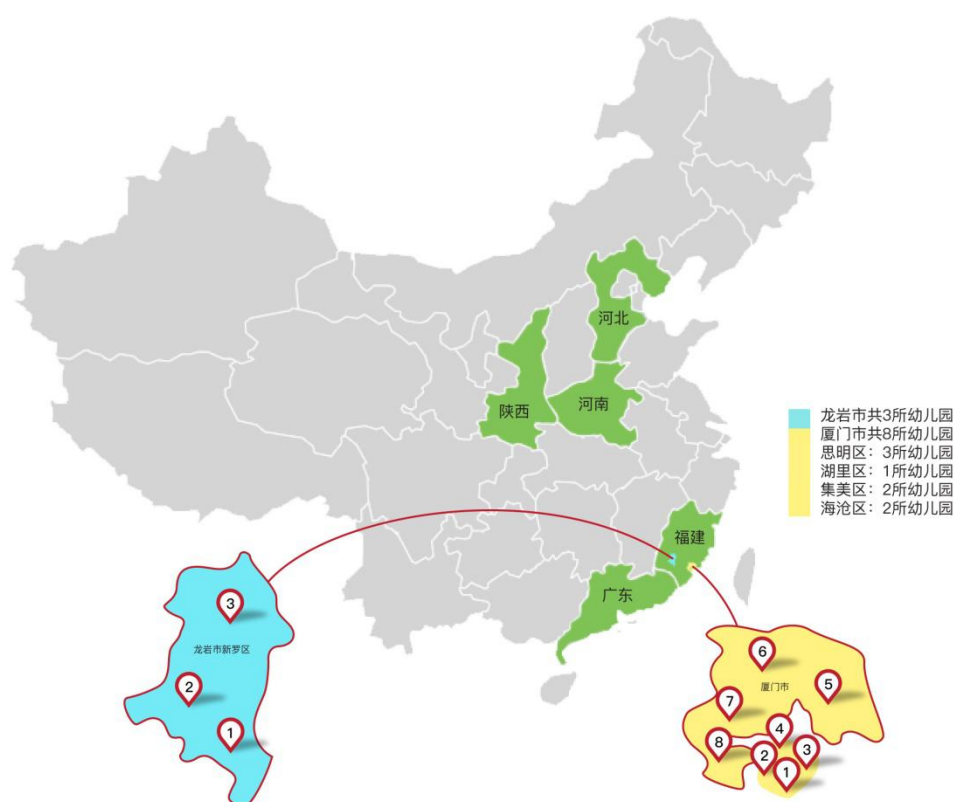 河北
陕西
河南
龙岩市共3所幼儿园
厦门市共8所幼儿园
思明区：3所幼儿园
湖里区：1所幼儿园
集美区：2所幼儿园
海沧区：2所幼儿园
福建
广东
3
龙岩市新罗区
2
1
6
5
厦门市
7
4
8
2
3
1